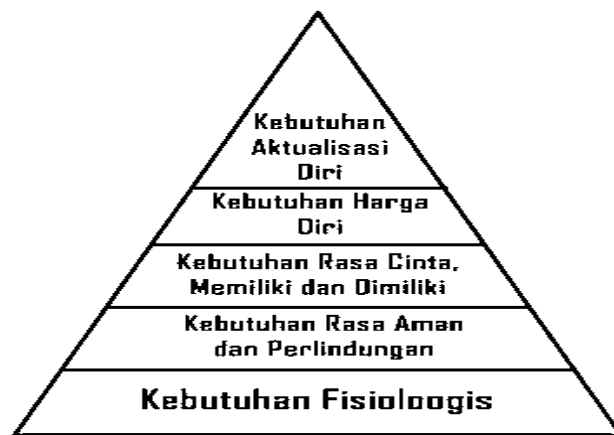 Kebutuhan
Aktualisasi
Diri
Kebutuhan Harga
Diri
Kebutuhan Rasa Cinta,
Memiliki dan Dimiliki
Kebutuhan Rasa Aman
dan Perlindungan
Kebutuhan Fisioloogis